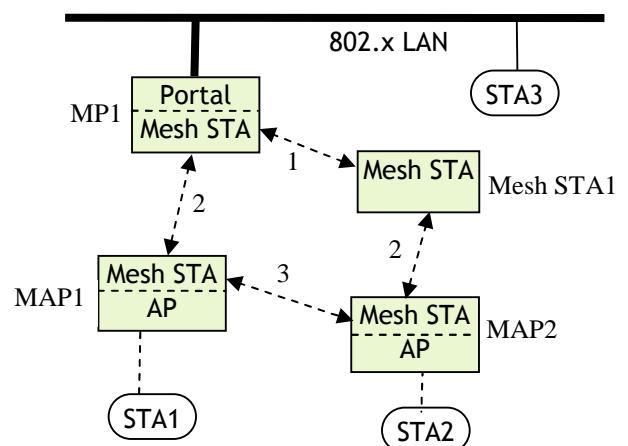 802.x LAN
STA3
MP1
Portal
Mesh STA
1
Mesh STA
Mesh STA1
2
2
MAP1
Mesh STA
AP
3
Mesh STA
AP
MAP2
STA1
STA2